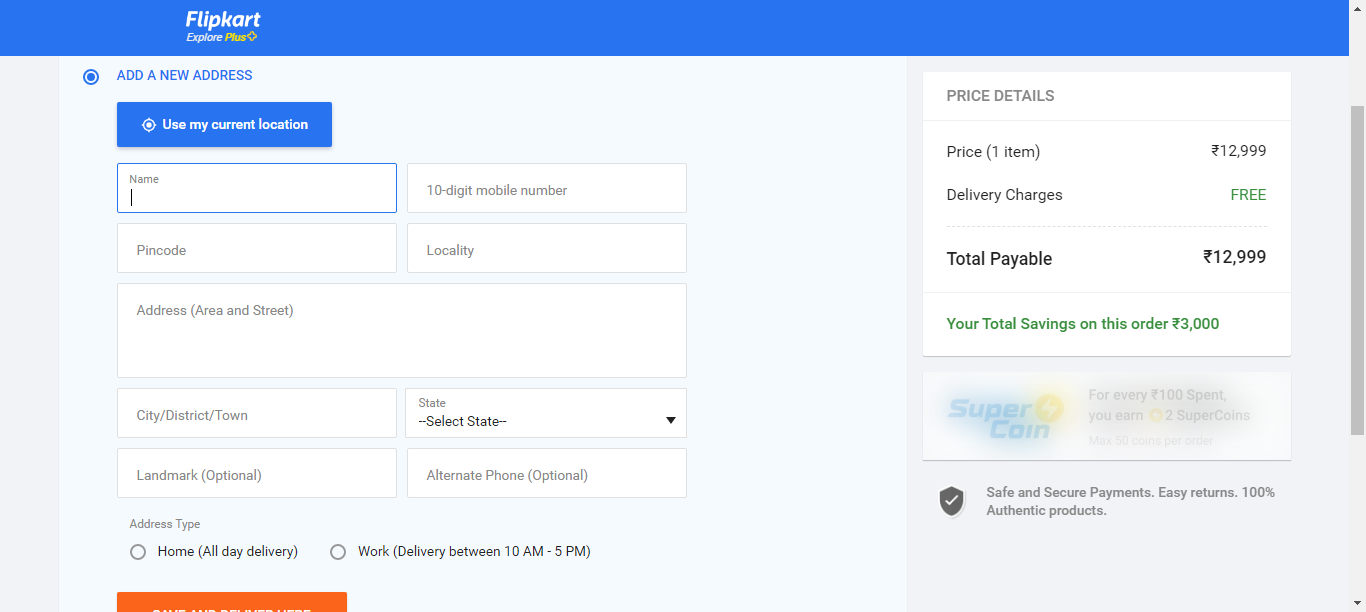 Flipkart
Explore Plus
ADD A NEW ADDRESS
Use my current location
Name
10-digit mobile number
Pincode
Locality
Address (Area and Street)
City/District/Town
State
--Select State--
Landmark (Optional)
Alternate Phone (Optional)
Address Type
Home (All day delivery)
Work (Delivery between 10 AM - 5 PM)
SAVE AND DELIVER HERE
PRICE DETAILS
Price (1 item) ₹12,999
Delivery Charges FREE
Total Payable ₹12,999
Your Total Savings on this order ₹3,000
Super
Coin
For every ₹100 Spent,
you earn 2 SuperCoins
Max 50 coins per order
Safe and Secure Payments. Easy returns. 100%
Authentic products.